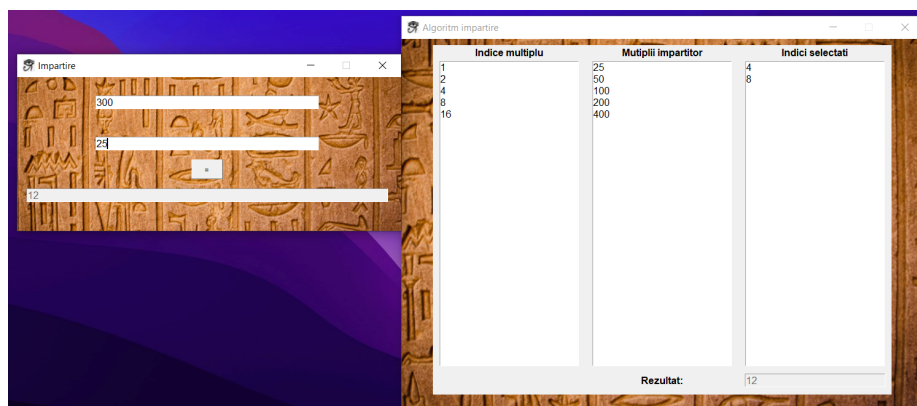 Impartire
300
25
=
12
Algoritm impartire
Indice multiplu
Mutiplii impartitor
Indici selectati
1
2
4
8
16
25
50
100
200
400
4
8
Rezultat:
12